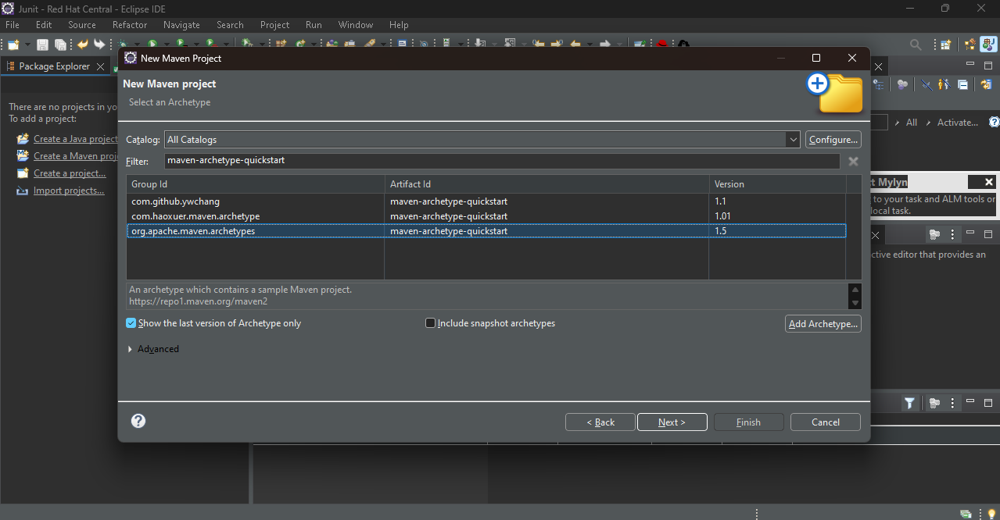 Junit - Red Hat Central - Eclipse IDE
File Edit Source Refactor Navigate Search Project Run Window Help
Package Explorer
There are no projects in yo
To add a project:
Create a Java project
Create a Maven proj
Create a project...
Import projects...
New Maven Project
New Maven project
Select an Archetype
Catalog: All Catalogs Configure...
Filter: maven-archetype-quickstart
Group Id Artifact Id Version
com.github.ywchang maven-archetype-quickstart 1.1
com.haoxuer.maven.archetype maven-archetype-quickstart 1.01
org.apache.maven.archetypes maven-archetype-quickstart 1.5
An archetype which contains a sample Maven project.
https://repo1.maven.org/maven2
Show the last version of Archetype only Include snapshot archetypes Add Archetype...
Advanced
? < Back Next > Finish Cancel
All Activate... ?
t Mylyn
to your task and ALM tools or
local task.
ctive editor that provides an